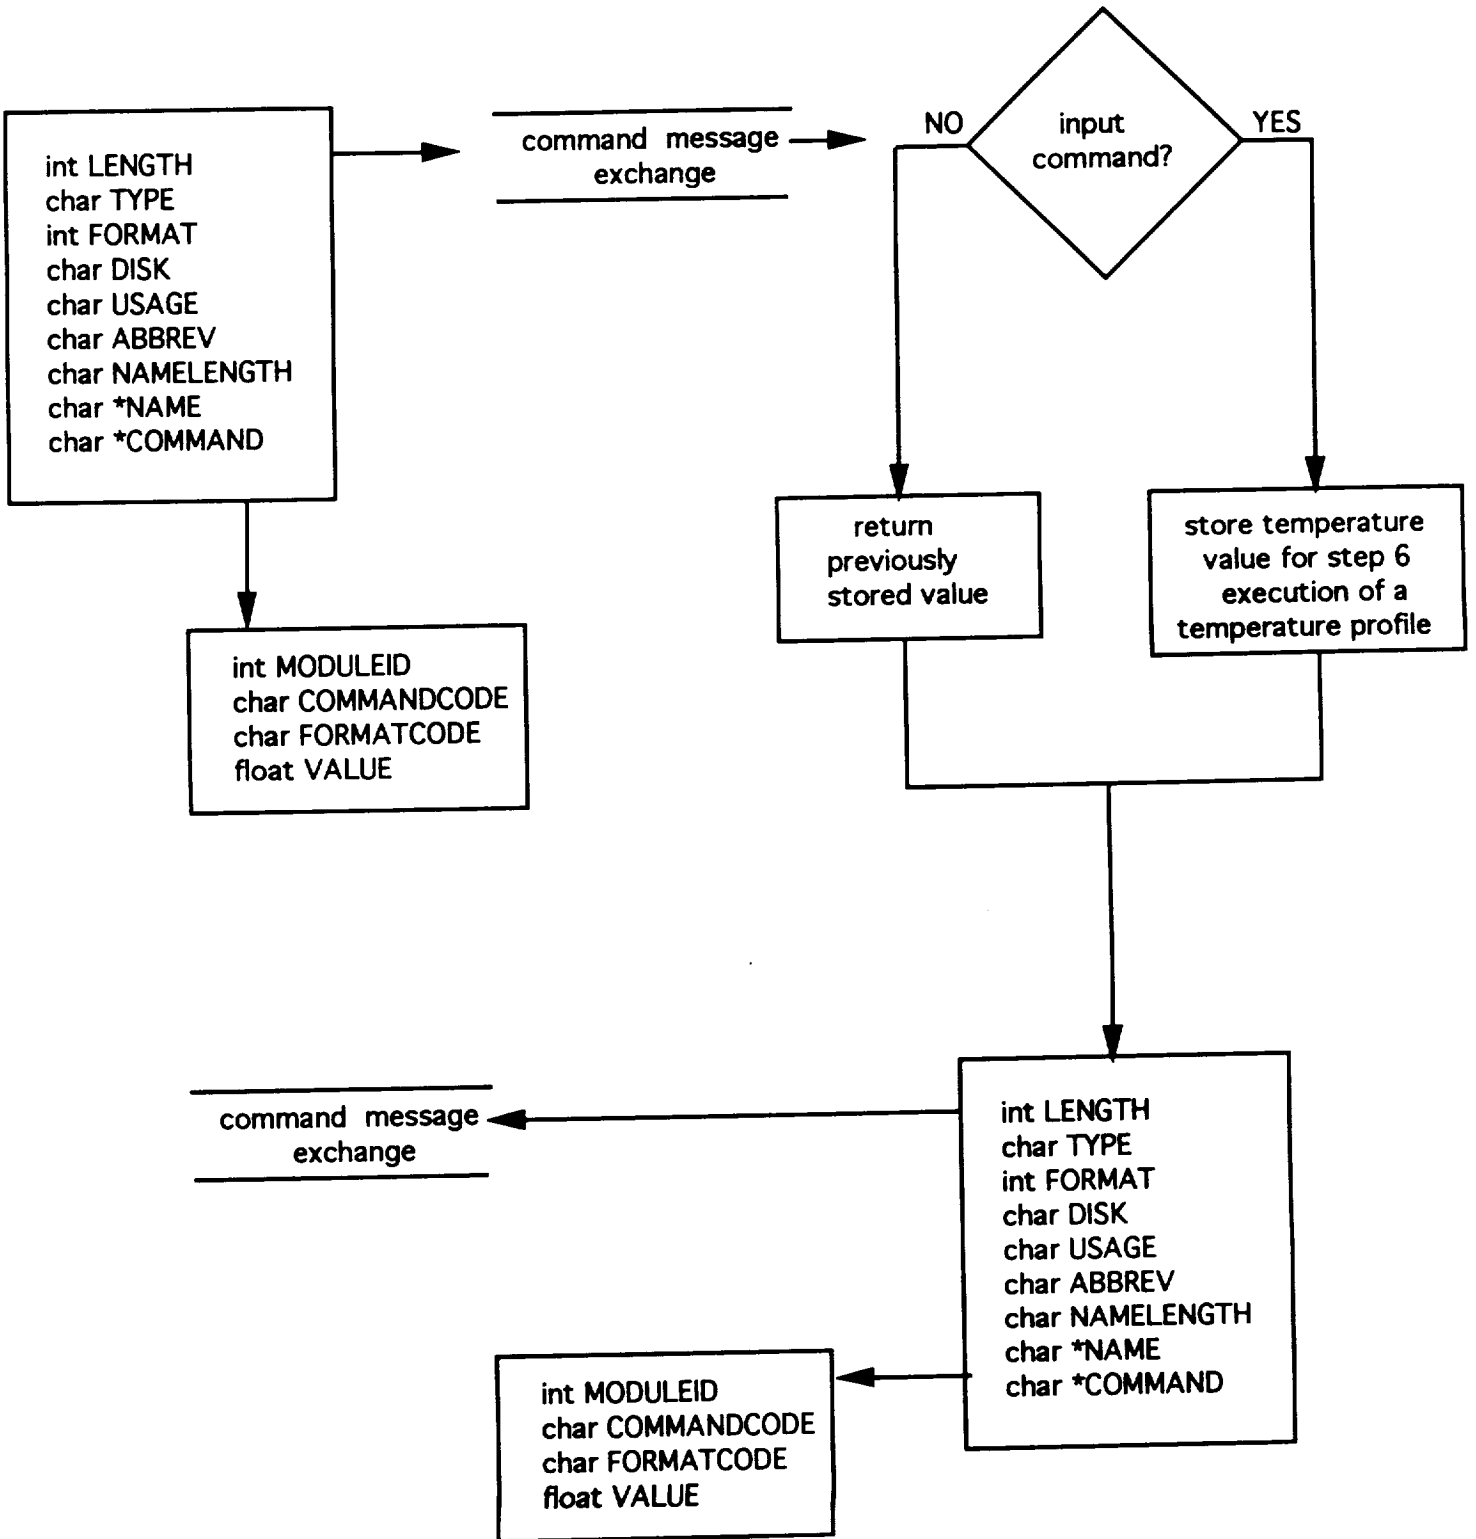 int LENGTH
char TYPE
int FORMAT
char DISK
char USAGE
char ABBREV
char NAMELENGTH
char *NAME
char *COMMAND
command message
exchange
NO
input
command?
YES
int MODULEID
char COMMANDCODE
char FORMATCODE
float VALUE
return
previously
stored value
store temperature
value for step 6
execution of a
temperature profile
command message
exchange
int LENGTH
char TYPE
int FORMAT
char DISK
char USAGE
char ABBREV
char NAMELENGTH
char *NAME
char *COMMAND
int MODULEID
char COMMANDCODE
char FORMATCODE
float VALUE